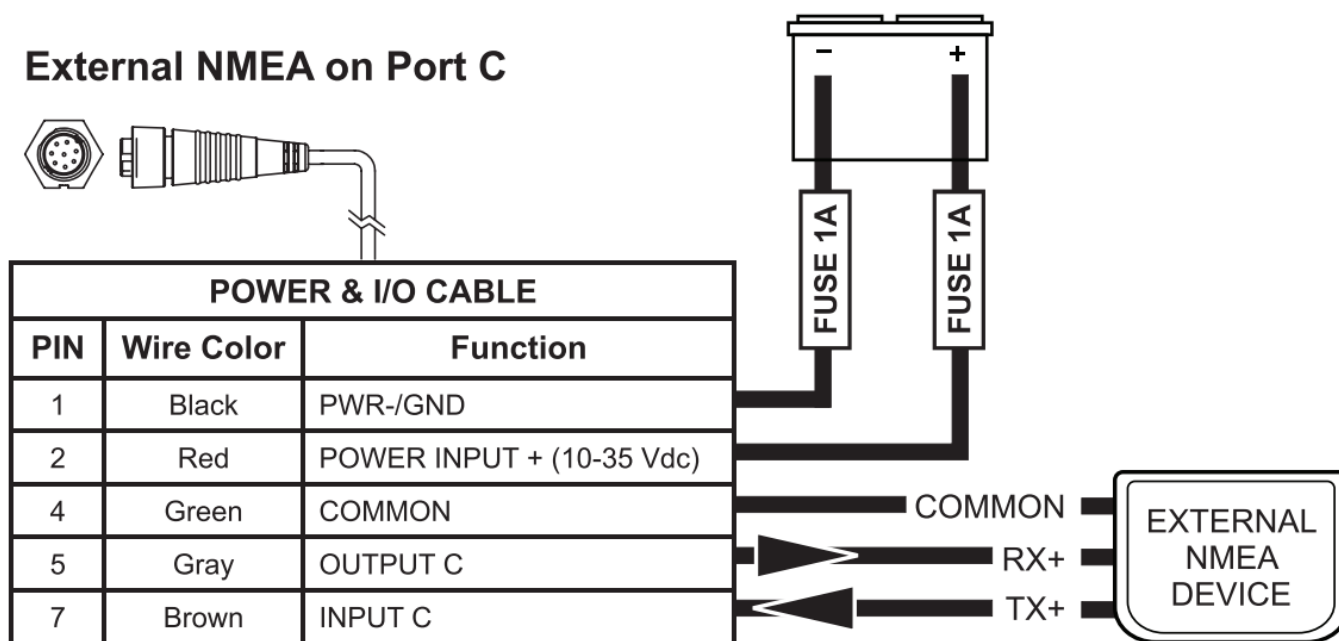 External NMEA on Port C
- +
FUSE 1A FUSE 1A
POWER & I/O CABLE
PIN Wire Color Function
1 Black PWR-/GND
2 Red POWER INPUT + (10-35 Vdc)
4 Green COMMON
5 Gray OUTPUT C
7 Brown INPUT C
COMMON
RX+
TX+
EXTERNAL
NMEA
DEVICE